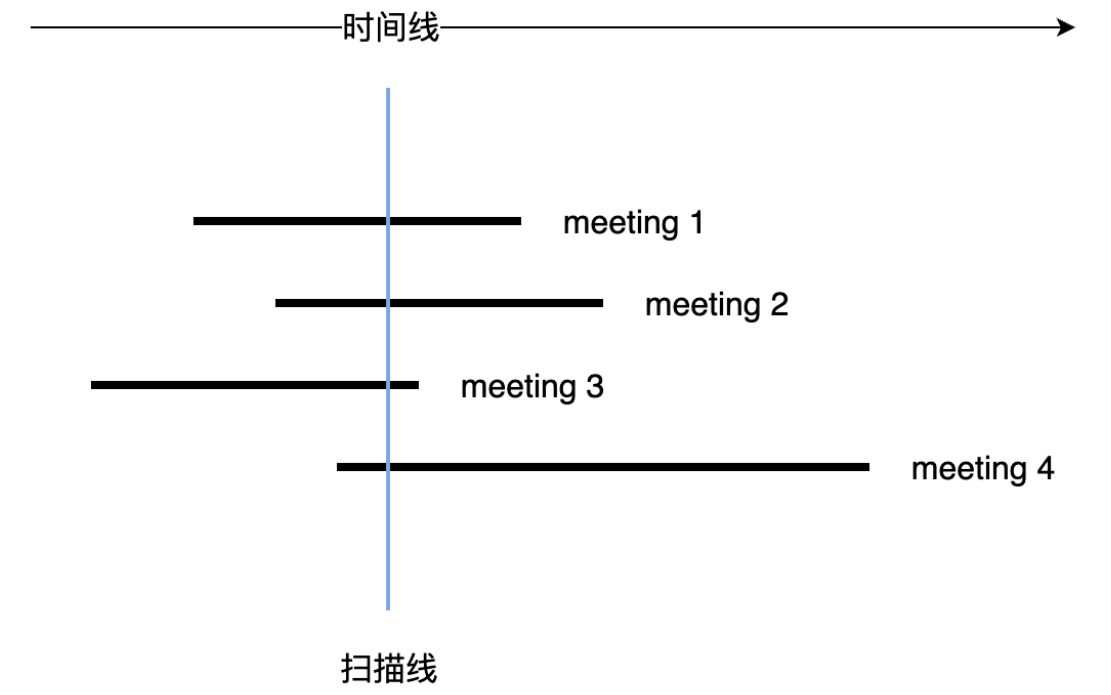 时间线
meeting 1
meeting 2
meeting 3
meeting 4
扫描线